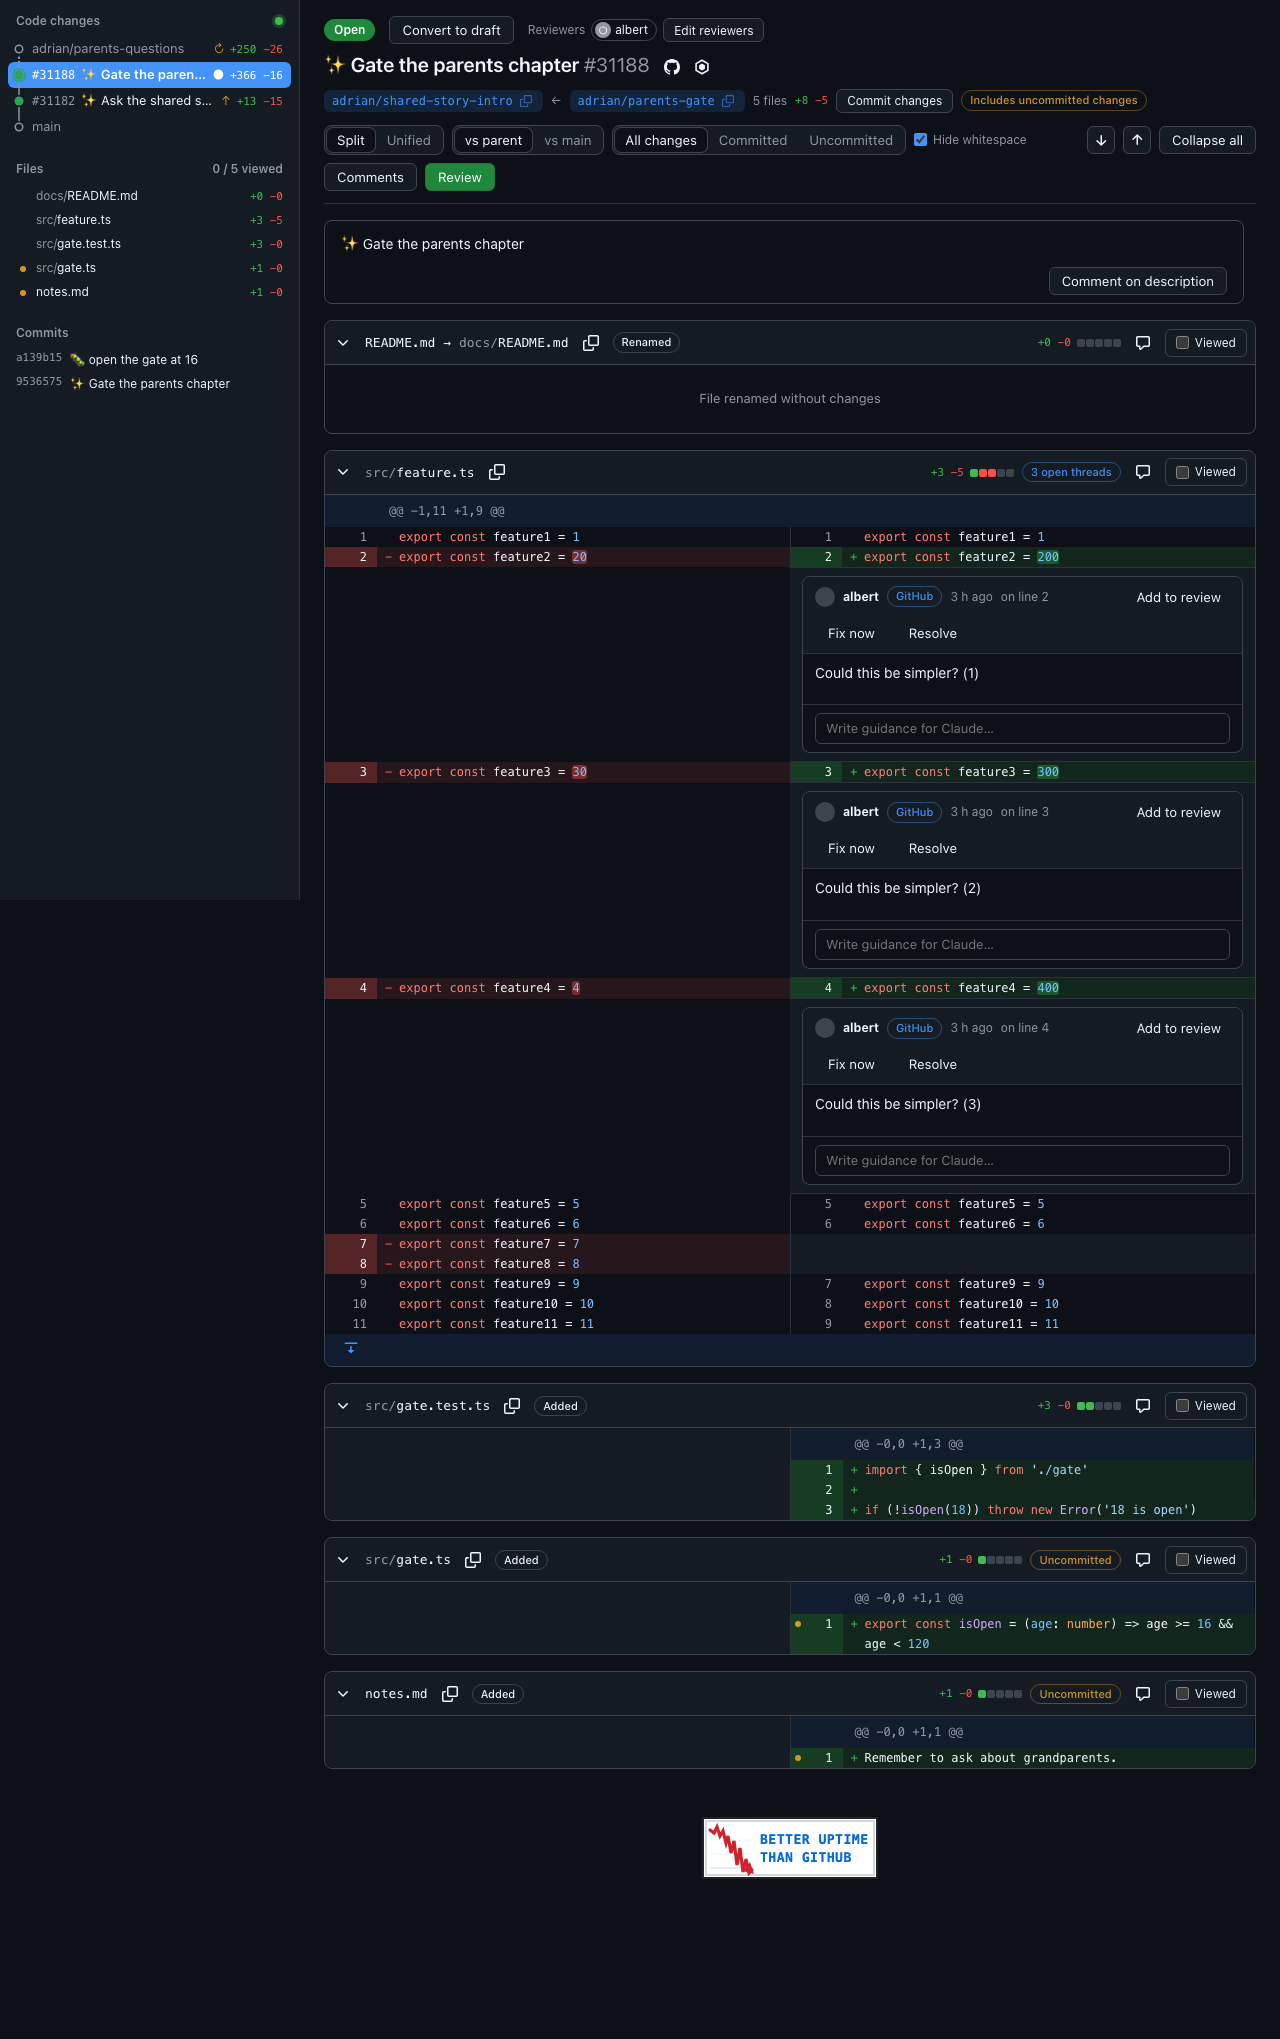 Code changes
adrian/parents-questions +250 −26
#31188 ✨ Gate the paren... +366 −16
#31182 ✨ Ask the shared s... ↑ +13 −15
main
Files 0 / 5 viewed
docs/README.md +0 −0
src/feature.ts +3 −5
src/gate.test.ts +3 −0
src/gate.ts +1 −0
notes.md +1 −0
Commits
a139b15 open the gate at 16
9536575 ✨ Gate the parents chapter
Open Convert to draft Reviewers albert Edit reviewers
✨ Gate the parents chapter #31188
adrian/shared-story-intro ← adrian/parents-gate 5 files +8 −5 Commit changes Includes uncommitted changes
Split Unified vs parent vs main All changes Committed Uncommitted Hide whitespace ↓ ↑ Collapse all
Comments Review
✨ Gate the parents chapter
Comment on description
README.md → docs/README.md Renamed +0 −0 Viewed
File renamed without changes
src/feature.ts +3 −5 3 open threads Viewed
@@ −1,11 +1,9 @@
1 export const feature1 = 1 1 export const feature1 = 1
2 − export const feature2 = 20 2 + export const feature2 = 200
albert GitHub 3 h ago on line 2 Add to review
Fix now Resolve
Could this be simpler? (1)
Write guidance for Claude...
3 − export const feature3 = 30 3 + export const feature3 = 300
albert GitHub 3 h ago on line 3 Add to review
Fix now Resolve
Could this be simpler? (2)
Write guidance for Claude...
4 − export const feature4 = 4 4 + export const feature4 = 400
albert GitHub 3 h ago on line 4 Add to review
Fix now Resolve
Could this be simpler? (3)
Write guidance for Claude...
5 export const feature5 = 5 5 export const feature5 = 5
6 export const feature6 = 6 6 export const feature6 = 6
7 − export const feature7 = 7
8 − export const feature8 = 8
9 export const feature9 = 9 7 export const feature9 = 9
10 export const feature10 = 10 8 export const feature10 = 10
11 export const feature11 = 11 9 export const feature11 = 11
src/gate.test.ts Added +3 −0 Viewed
@@ −0,0 +1,3 @@
1 + import { isOpen } from './gate'
2 +
3 + if (!isOpen(18)) throw new Error('18 is open')
src/gate.ts Added +1 −0 Uncommitted Viewed
@@ −0,0 +1,1 @@
1 + export const isOpen = (age: number) => age >= 16 &&
age < 120
notes.md Added +1 −0 Uncommitted Viewed
@@ −0,0 +1,1 @@
1 + Remember to ask about grandparents.
BETTER UPTIME
THAN GITHUB